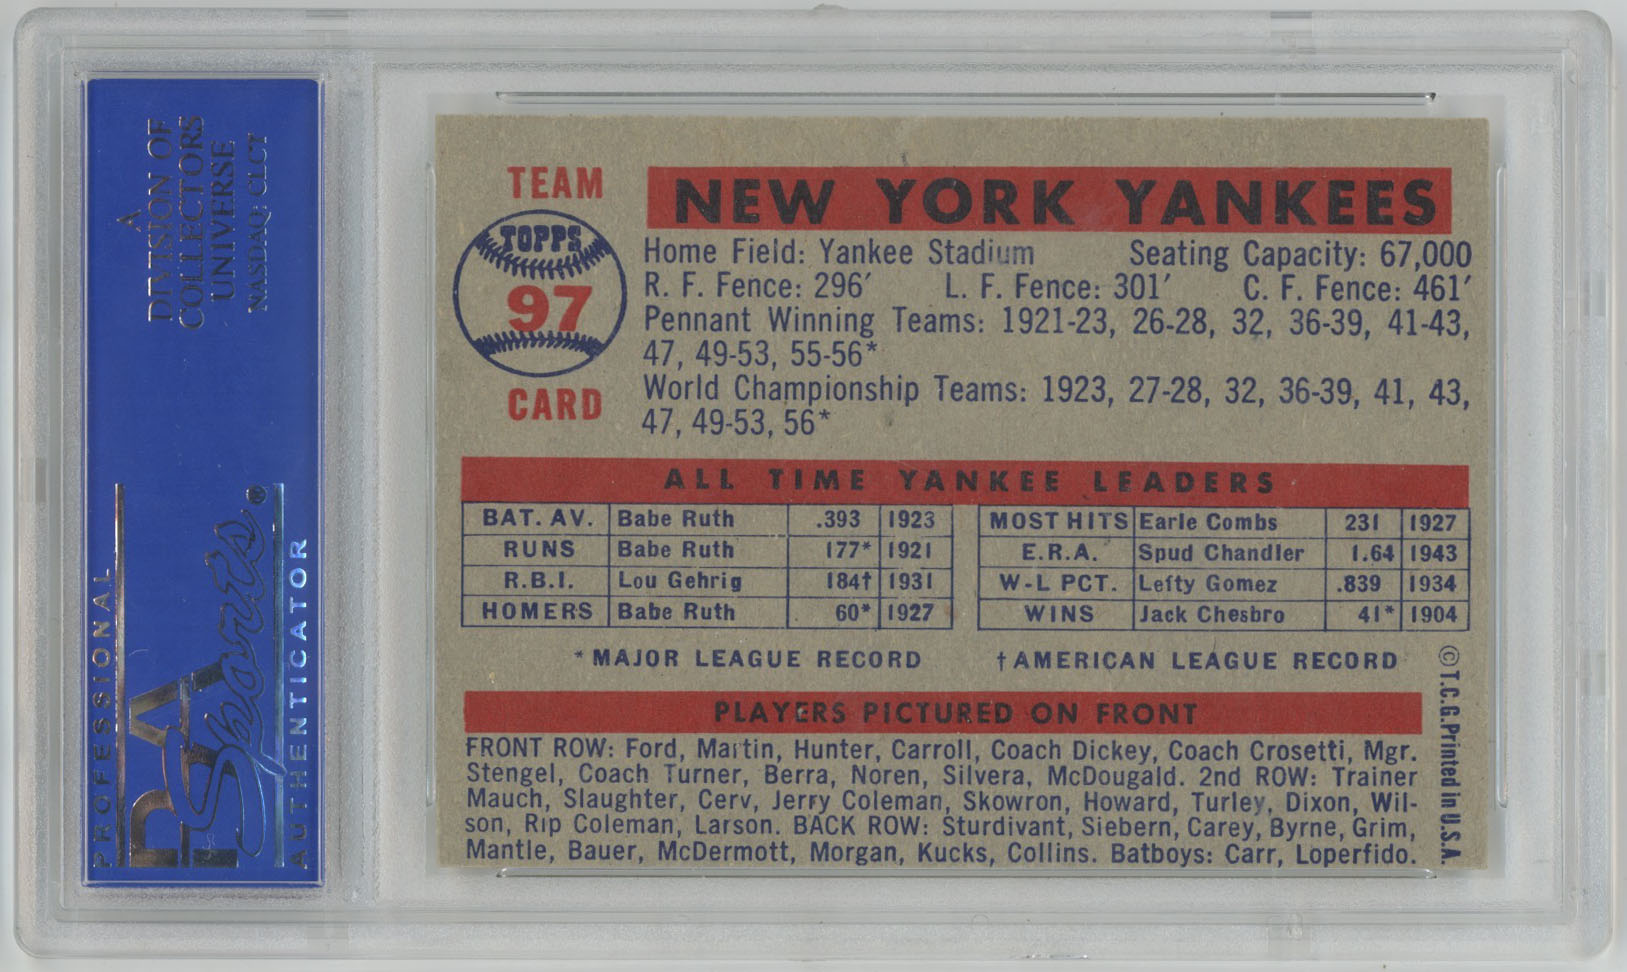 A
DIVISION OF
COLLECTORS
UNIVERSE
NASDAQ: CLCT
PROFESSIONAL
PSA
Sports®
AUTHENTICATOR
TEAM
TOPPS
97
CARD
NEW YORK YANKEES
Home Field: Yankee Stadium Seating Capacity: 67,000
R. F. Fence: 296′ L. F. Fence: 301′ C. F. Fence: 461′
Pennant Winning Teams: 1921-23, 26-28, 32, 36-39, 41-43,
47, 49-53, 55-56*
World Championship Teams: 1923, 27-28, 32, 36-39, 41, 43,
47, 49-53, 56*
ALL TIME YANKEE LEADERS
BAT. AV. Babe Ruth .393 1923 MOST HITS Earle Combs 231 1927
RUNS Babe Ruth 177* 1921 E.R.A. Spud Chandler 1.64 1943
R.B.I. Lou Gehrig 184† 1931 W-L PCT. Lefty Gomez .839 1934
HOMERS Babe Ruth 60* 1927 WINS Jack Chesbro 41* 1904
*MAJOR LEAGUE RECORD †AMERICAN LEAGUE RECORD
PLAYERS PICTURED ON FRONT
FRONT ROW: Ford, Martin, Hunter, Carroll, Coach Dickey, Coach Crosetti, Mgr.
Stengel, Coach Turner, Berra, Noren, Silvera, McDougald. 2nd ROW: Trainer
Mauch, Slaughter, Cerv, Jerry Coleman, Skowron, Howard, Turley, Dixon, Wil-
son, Rip Coleman, Larson. BACK ROW: Sturdivant, Siebern, Carey, Byrne, Grim,
Mantle, Bauer, McDermott, Morgan, Kucks, Collins. Batboys: Carr, Loperfido.
© T.C.G. Printed in U.S.A.